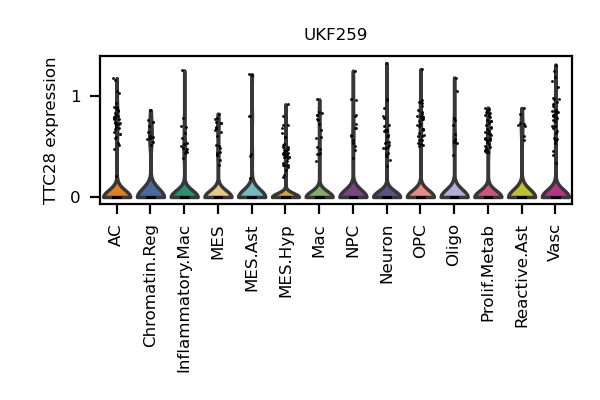 UKF259
TTC28 expression
1
0
AC
Chromatin.Reg
Inflammatory.Mac
MES
MES.Ast
MES.Hyp
Mac
NPC
Neuron
OPC
Oligo
Prolif.Metab
Reactive.Ast
Vasc